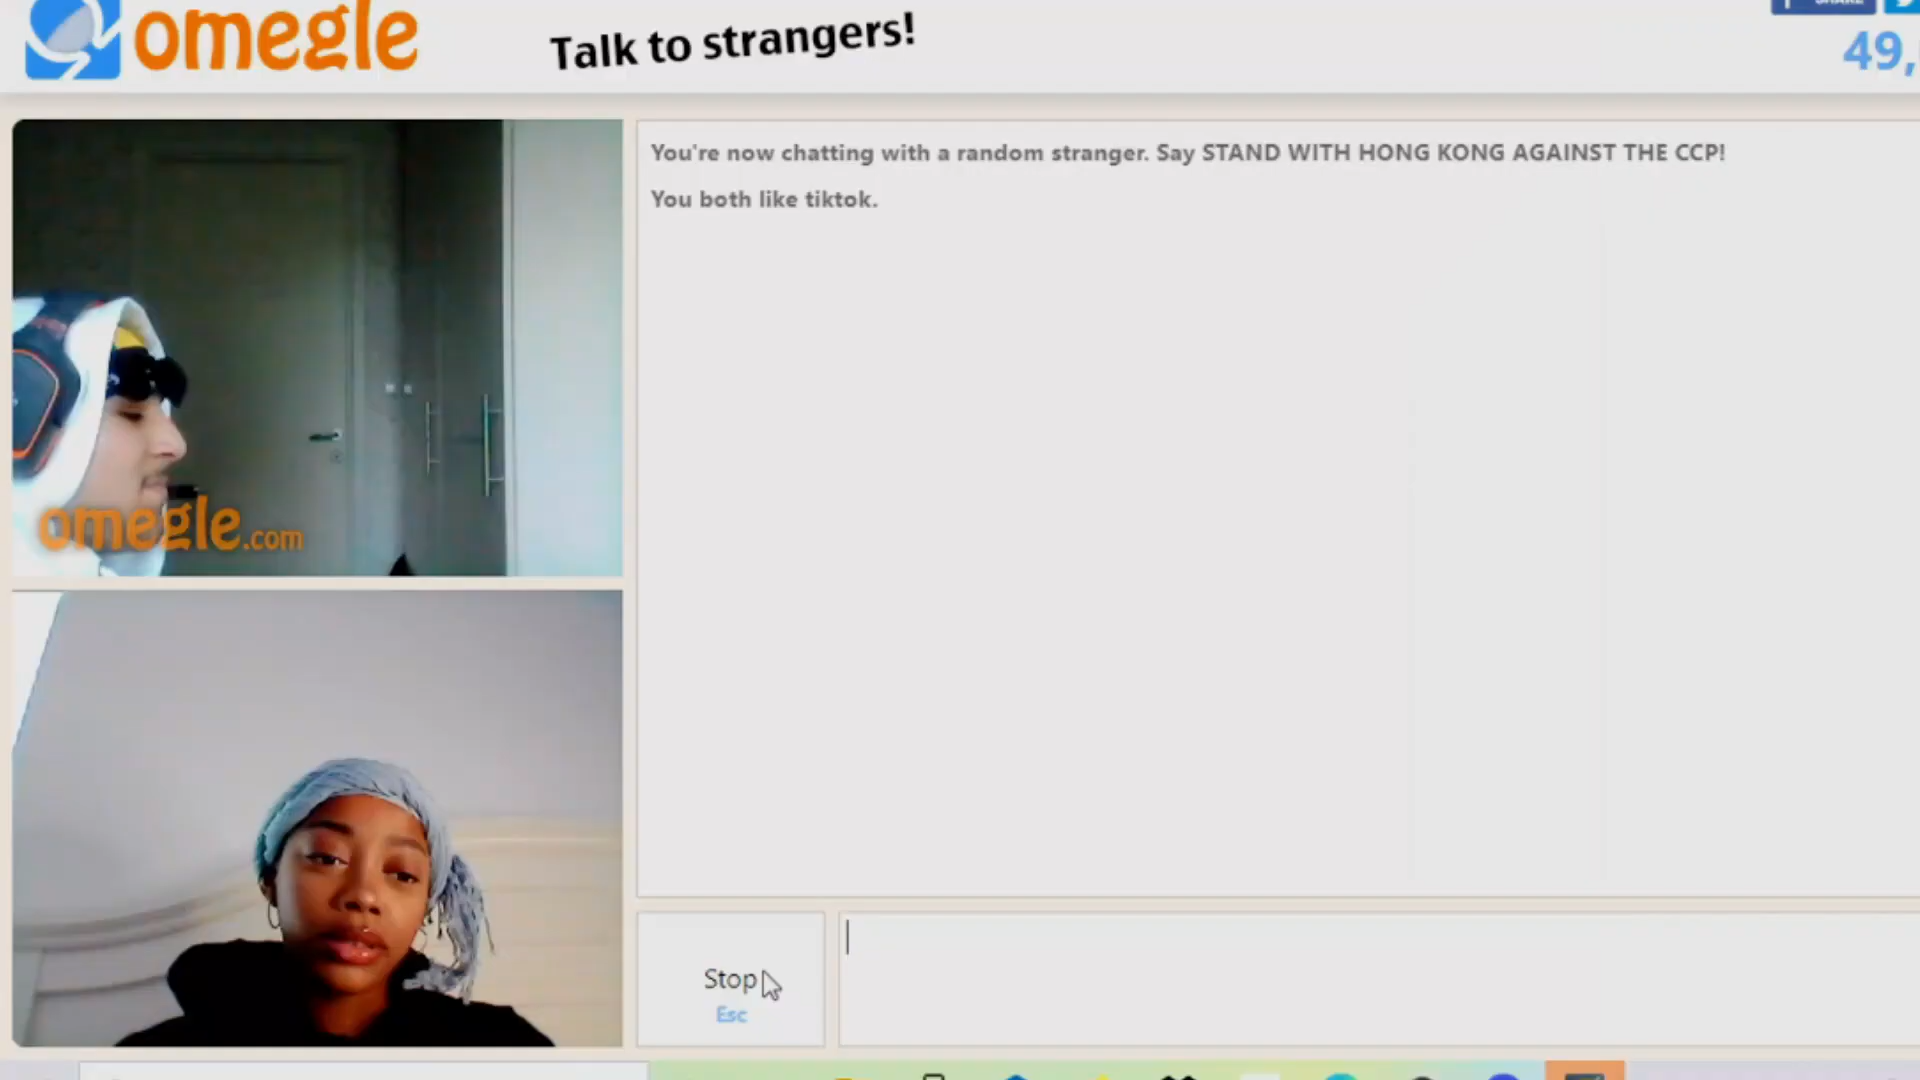 omegle
Talk to strangers!
SHARE
49,
You're now chatting with a random stranger. Say STAND WITH HONG KONG AGAINST THE CCP!
You both like tiktok.
omegle.com
Stop
Esc